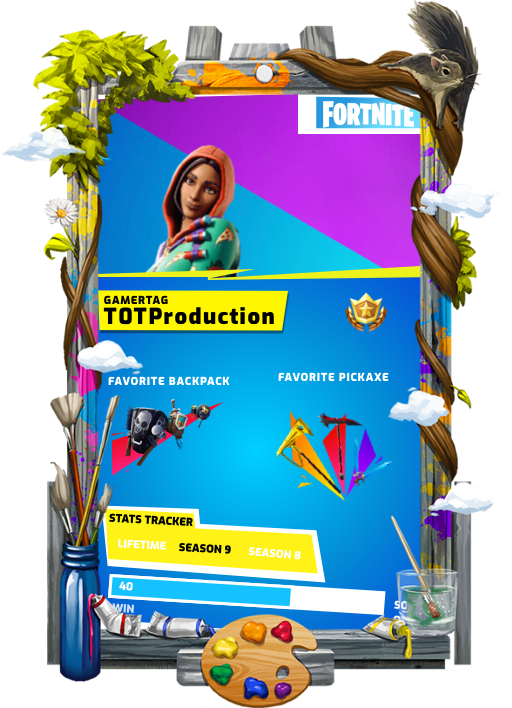 FORTNITE
GAMERTAG
TOTProduction
FAVORITE BACKPACK
FAVORITE PICKAXE
STATS TRACKER
LIFETIME SEASON 9 SEASON 8
40
WIN